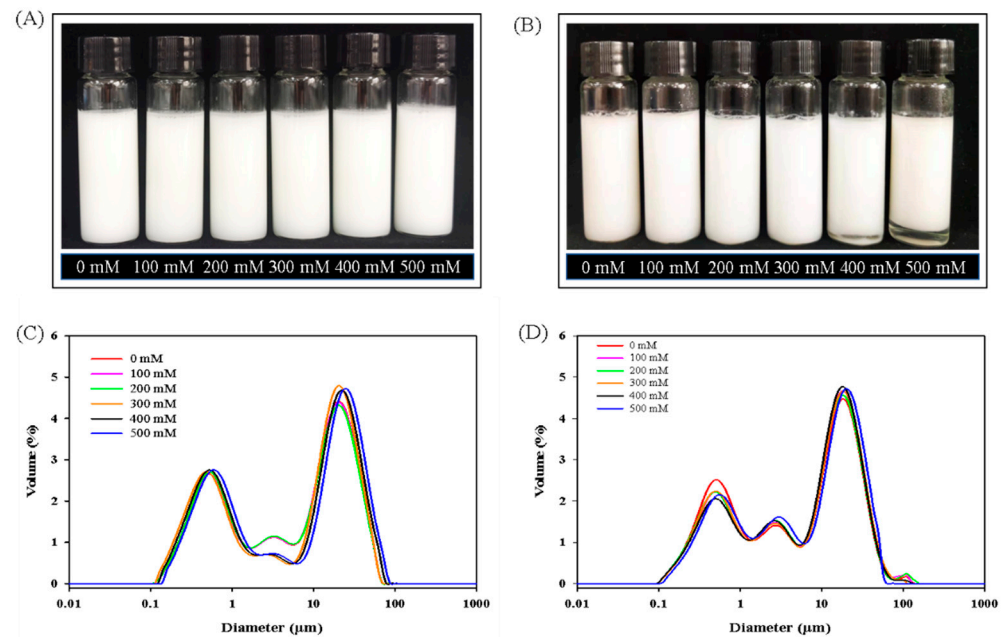 (A)
0 mM 100 mM 200 mM 300 mM 400 mM 500 mM
(B)
0 mM 100 mM 200 mM 300 mM 400 mM 500 mM
(C)
6
5
4
3
2
1
0
Volume (%)
0 mM
100 mM
200 mM
300 mM
400 mM
500 mM
0.01 0.1 1 10 100 1000
Diameter (μm)
(D)
6
5
4
3
2
1
0
Volume (%)
0 mM
100 mM
200 mM
300 mM
400 mM
500 mM
0.01 0.1 1 10 100 1000
Diameter (μm)